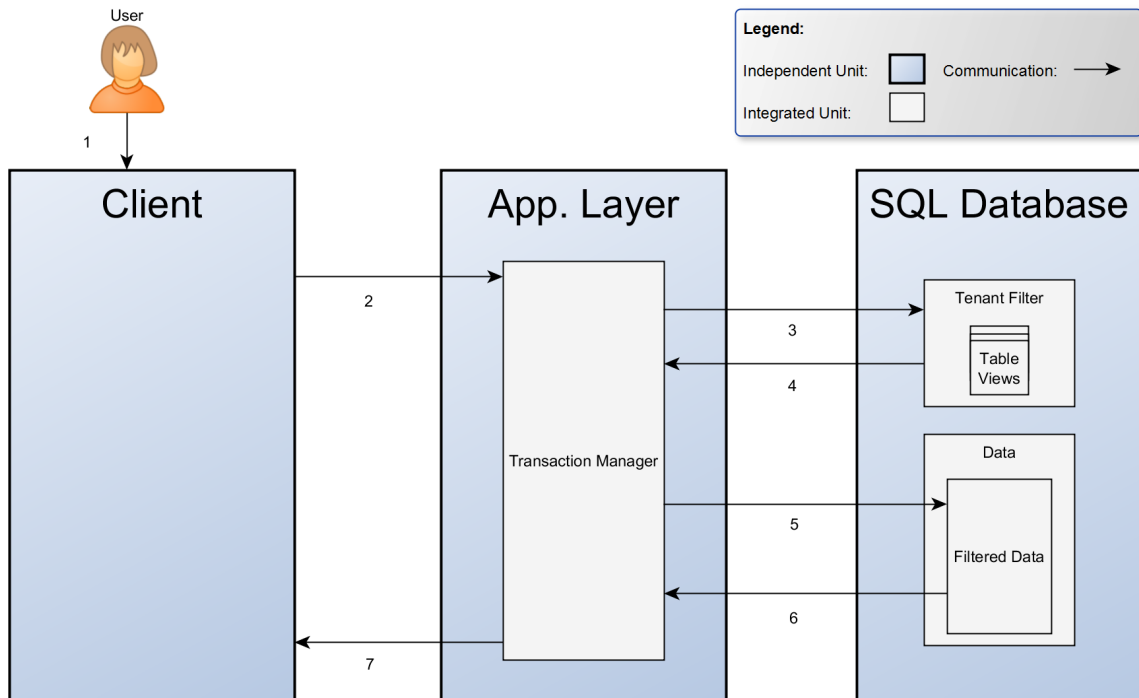 User
Legend:
Independent Unit:
Communication:
Integrated Unit:
1
Client
App. Layer
SQL Database
2
Tenant Filter
3
Table
Views
4
Data
Transaction Manager
5
Filtered Data
6
7